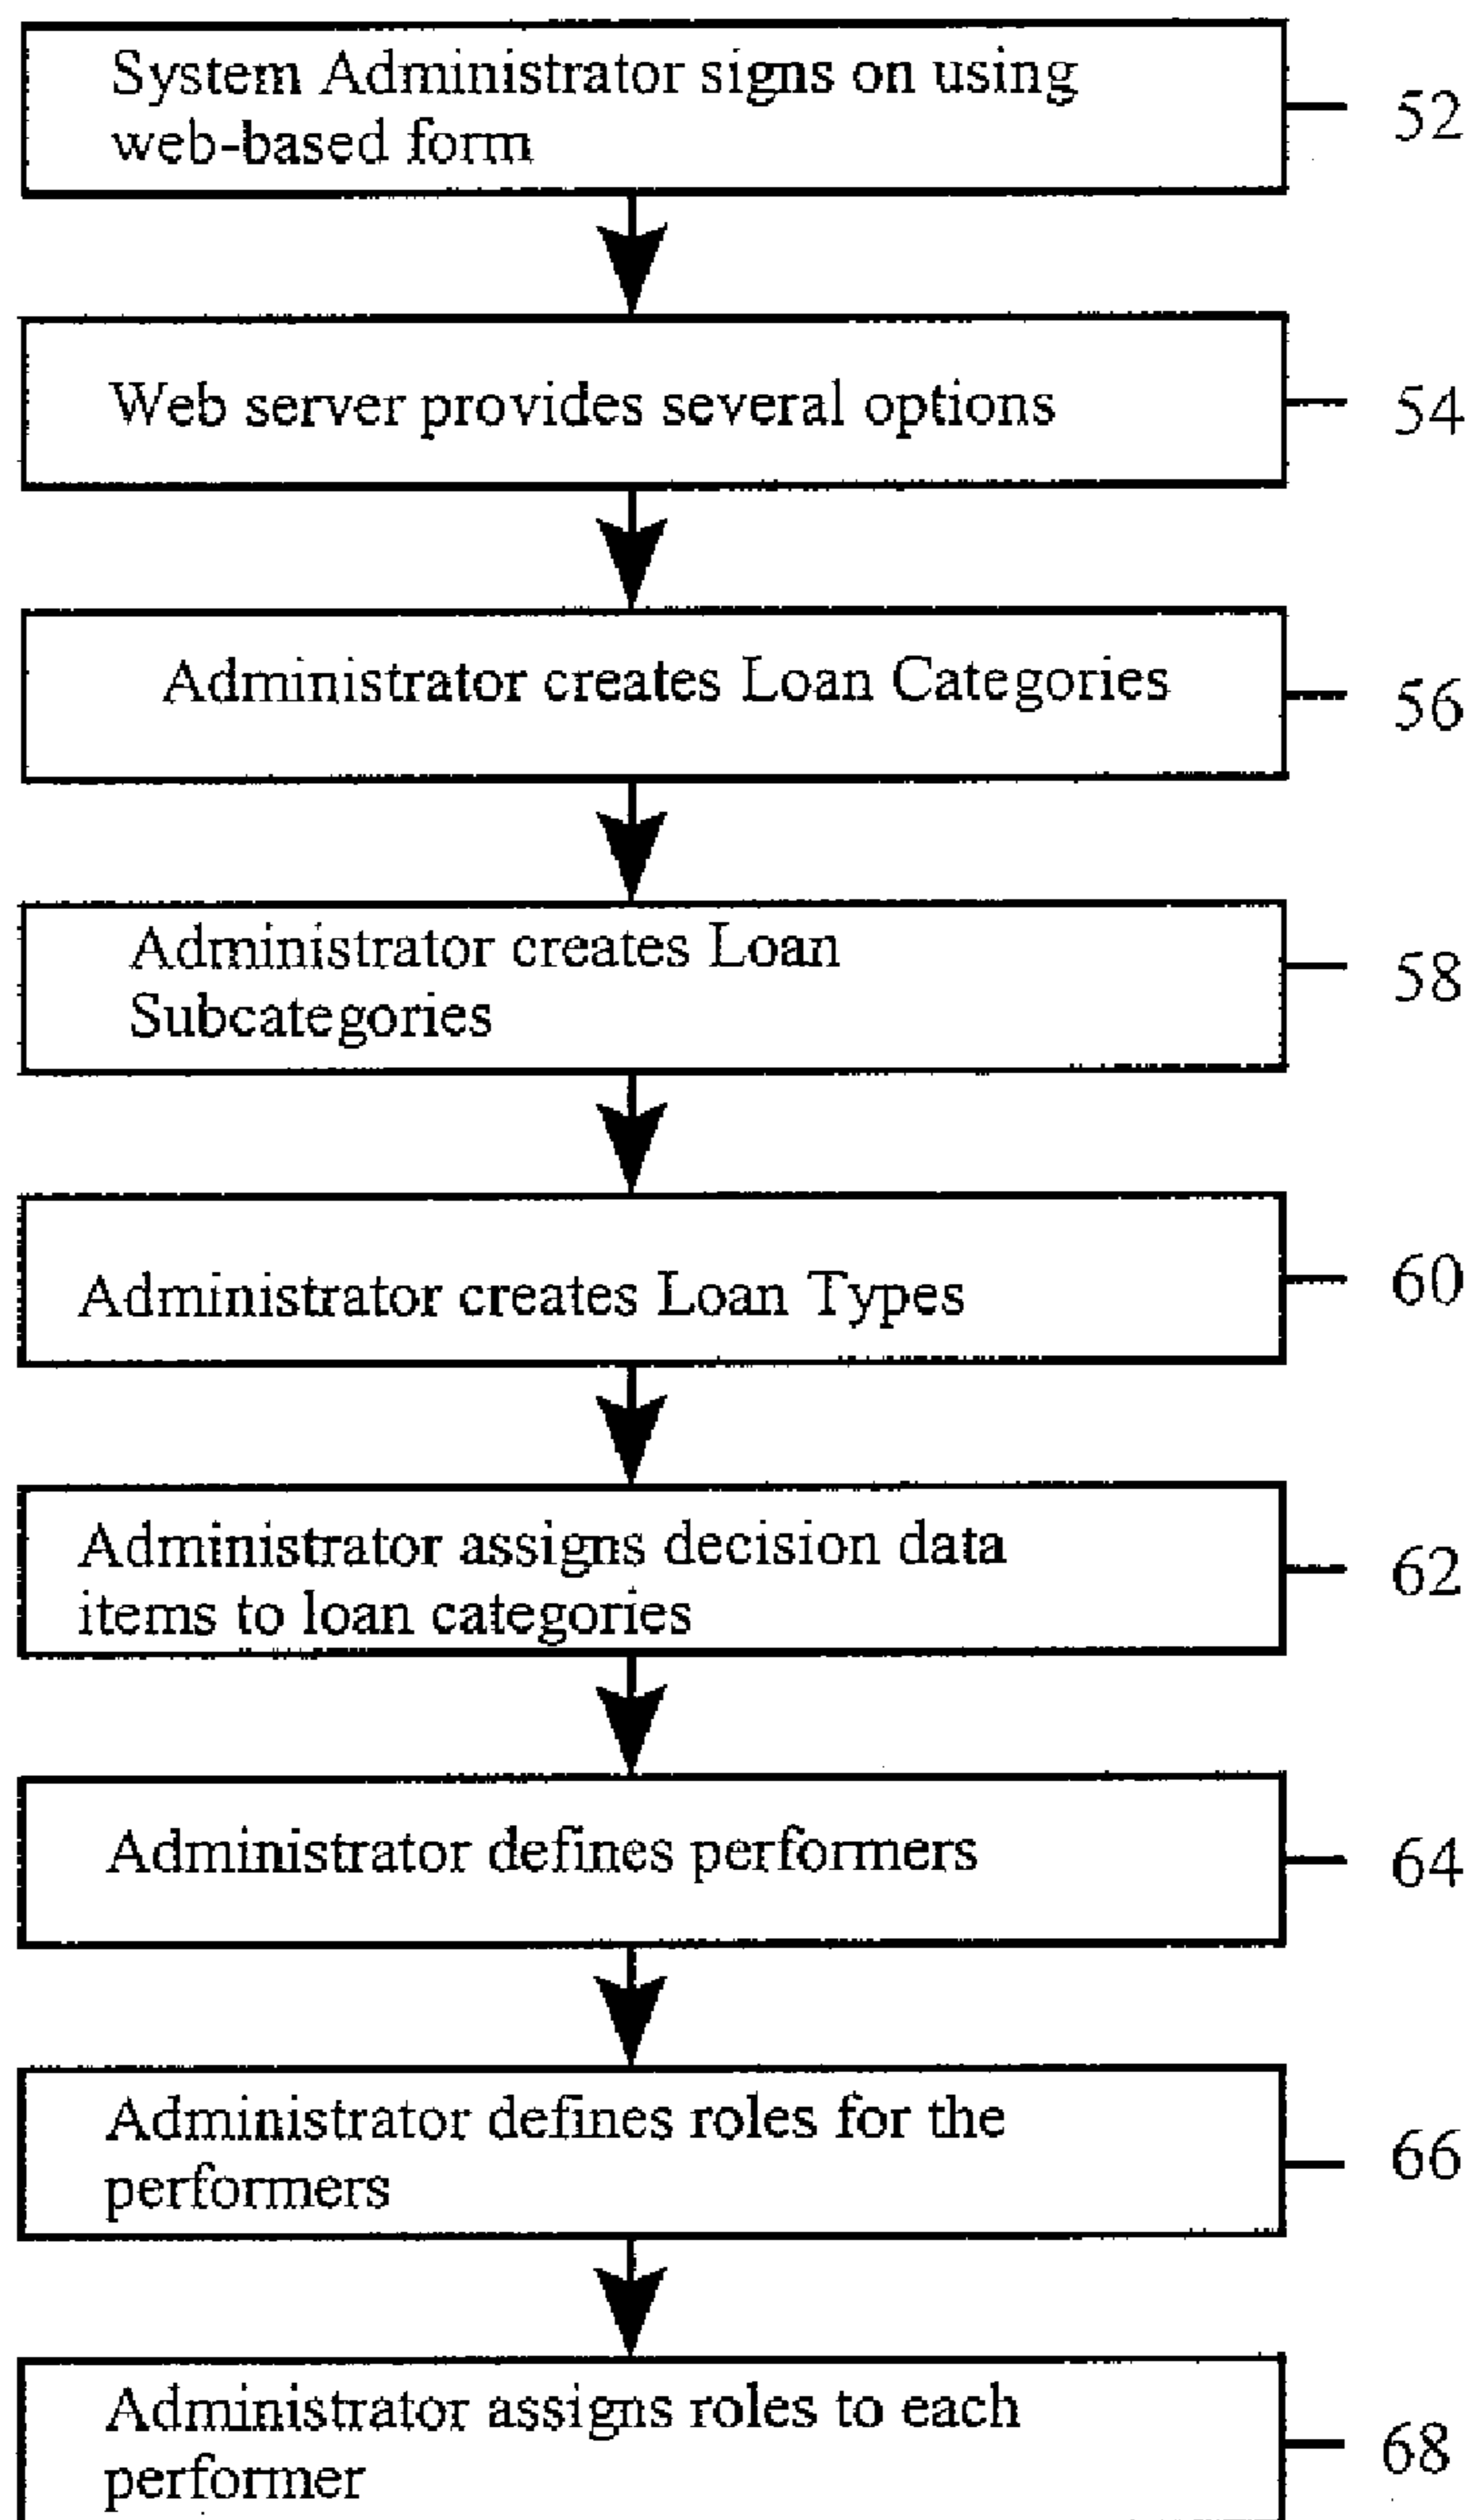 System Administrator signs on using
web-based form
52
Web server provides several options
54
Administrator creates Loan Categories
56
Administrator creates Loan
Subcategories
58
Administrator creates Loan Types
60
Administrator assigns decision data
items to loan categories
62
Administrator defines performers
64
Administrator defines roles for the
performers
66
Administrator assigns roles to each
performer
68